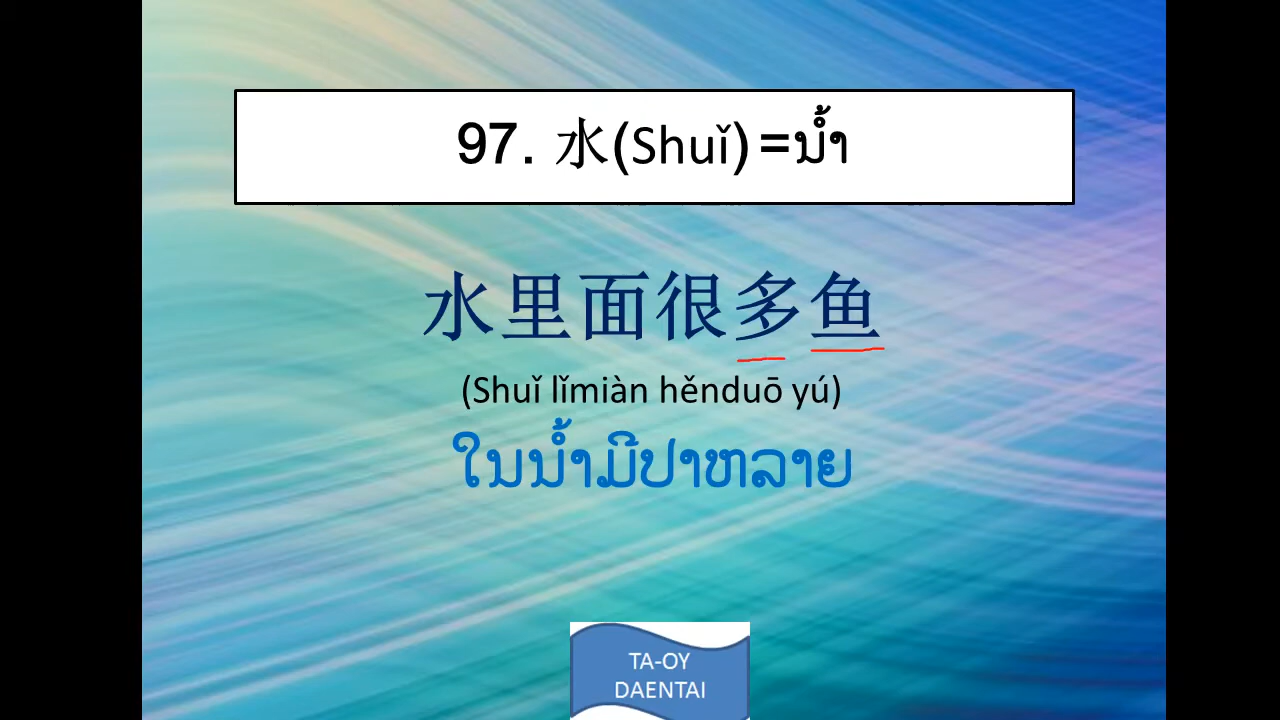 97. 水(Shuǐ)=ນ້ຳ
水里面很多鱼
(Shuǐ lǐmiàn hěnduō yú)
ໃນນ້ຳມີປາຫລາຍ
TA-OY
DAENTAI